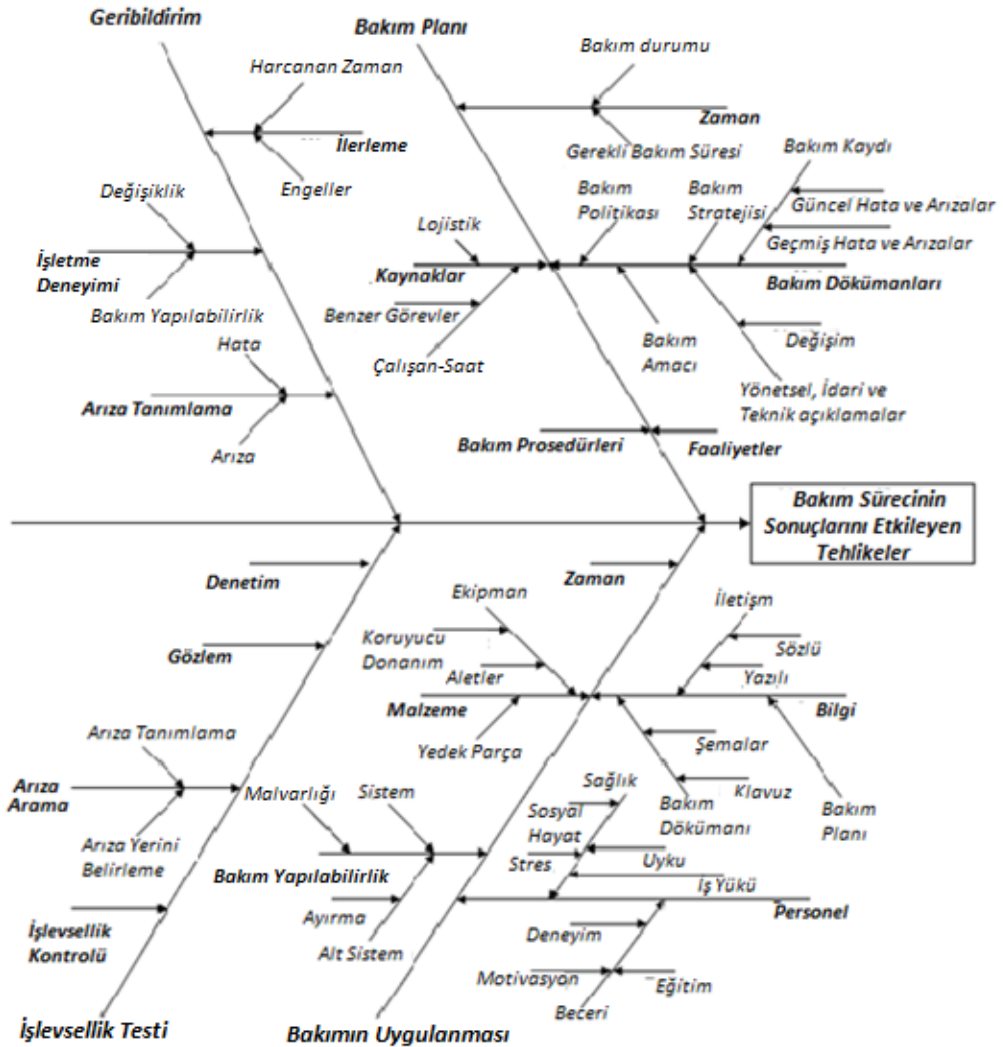 Geribildirim
Bakım Planı
Harcanan Zaman
İlerleme
Engeller
Değişiklik
İşletme
Deneyimi
Bakım Yapılabilirlik
Hata
Arıza Tanımlama
Arıza
Bakım durumu
Zaman
Gerekli Bakım Süresi
Bakım Kaydı
Güncel Hata ve Arızalar
Geçmiş Hata ve Arızalar
Bakım
Politikası
Bakım
Stratejisi
Lojistik
Kaynaklar
Benzer Görevler
Çalışan-Saat
Bakım Dökümanları
Bakım
Amacı
Değişim
Yönetsel, İdari ve
Teknik açıklamalar
Bakım Prosedürleri
Faaliyetler
Bakım Sürecinin
Sonuçlarını Etkileyen
Tehlikeler
Denetim
Gözlem
Arıza Tanımlama
Arıza
Arama
Arıza Yerini
Belirleme
İşlevsellik
Kontrolü
İşlevsellik Testi
Zaman
Ekipman
Koruyucu
Donanım
Aletler
Malzeme
Yedek Parça
İletişm
Sözlü
Yazılı
Bilgi
Şemalar
Klavuz
Bakım
Dökümanı
Bakım
Planı
Malvarlığı
Sistem
Bakım Yapılabilirlik
Ayırma
Alt Sistem
Sağlık
Sosyal
Hayat
Stres
Uyku
İş Yükü
Personel
Deneyim
Motivasyon
Eğitim
Beceri
Bakımın Uygulanması